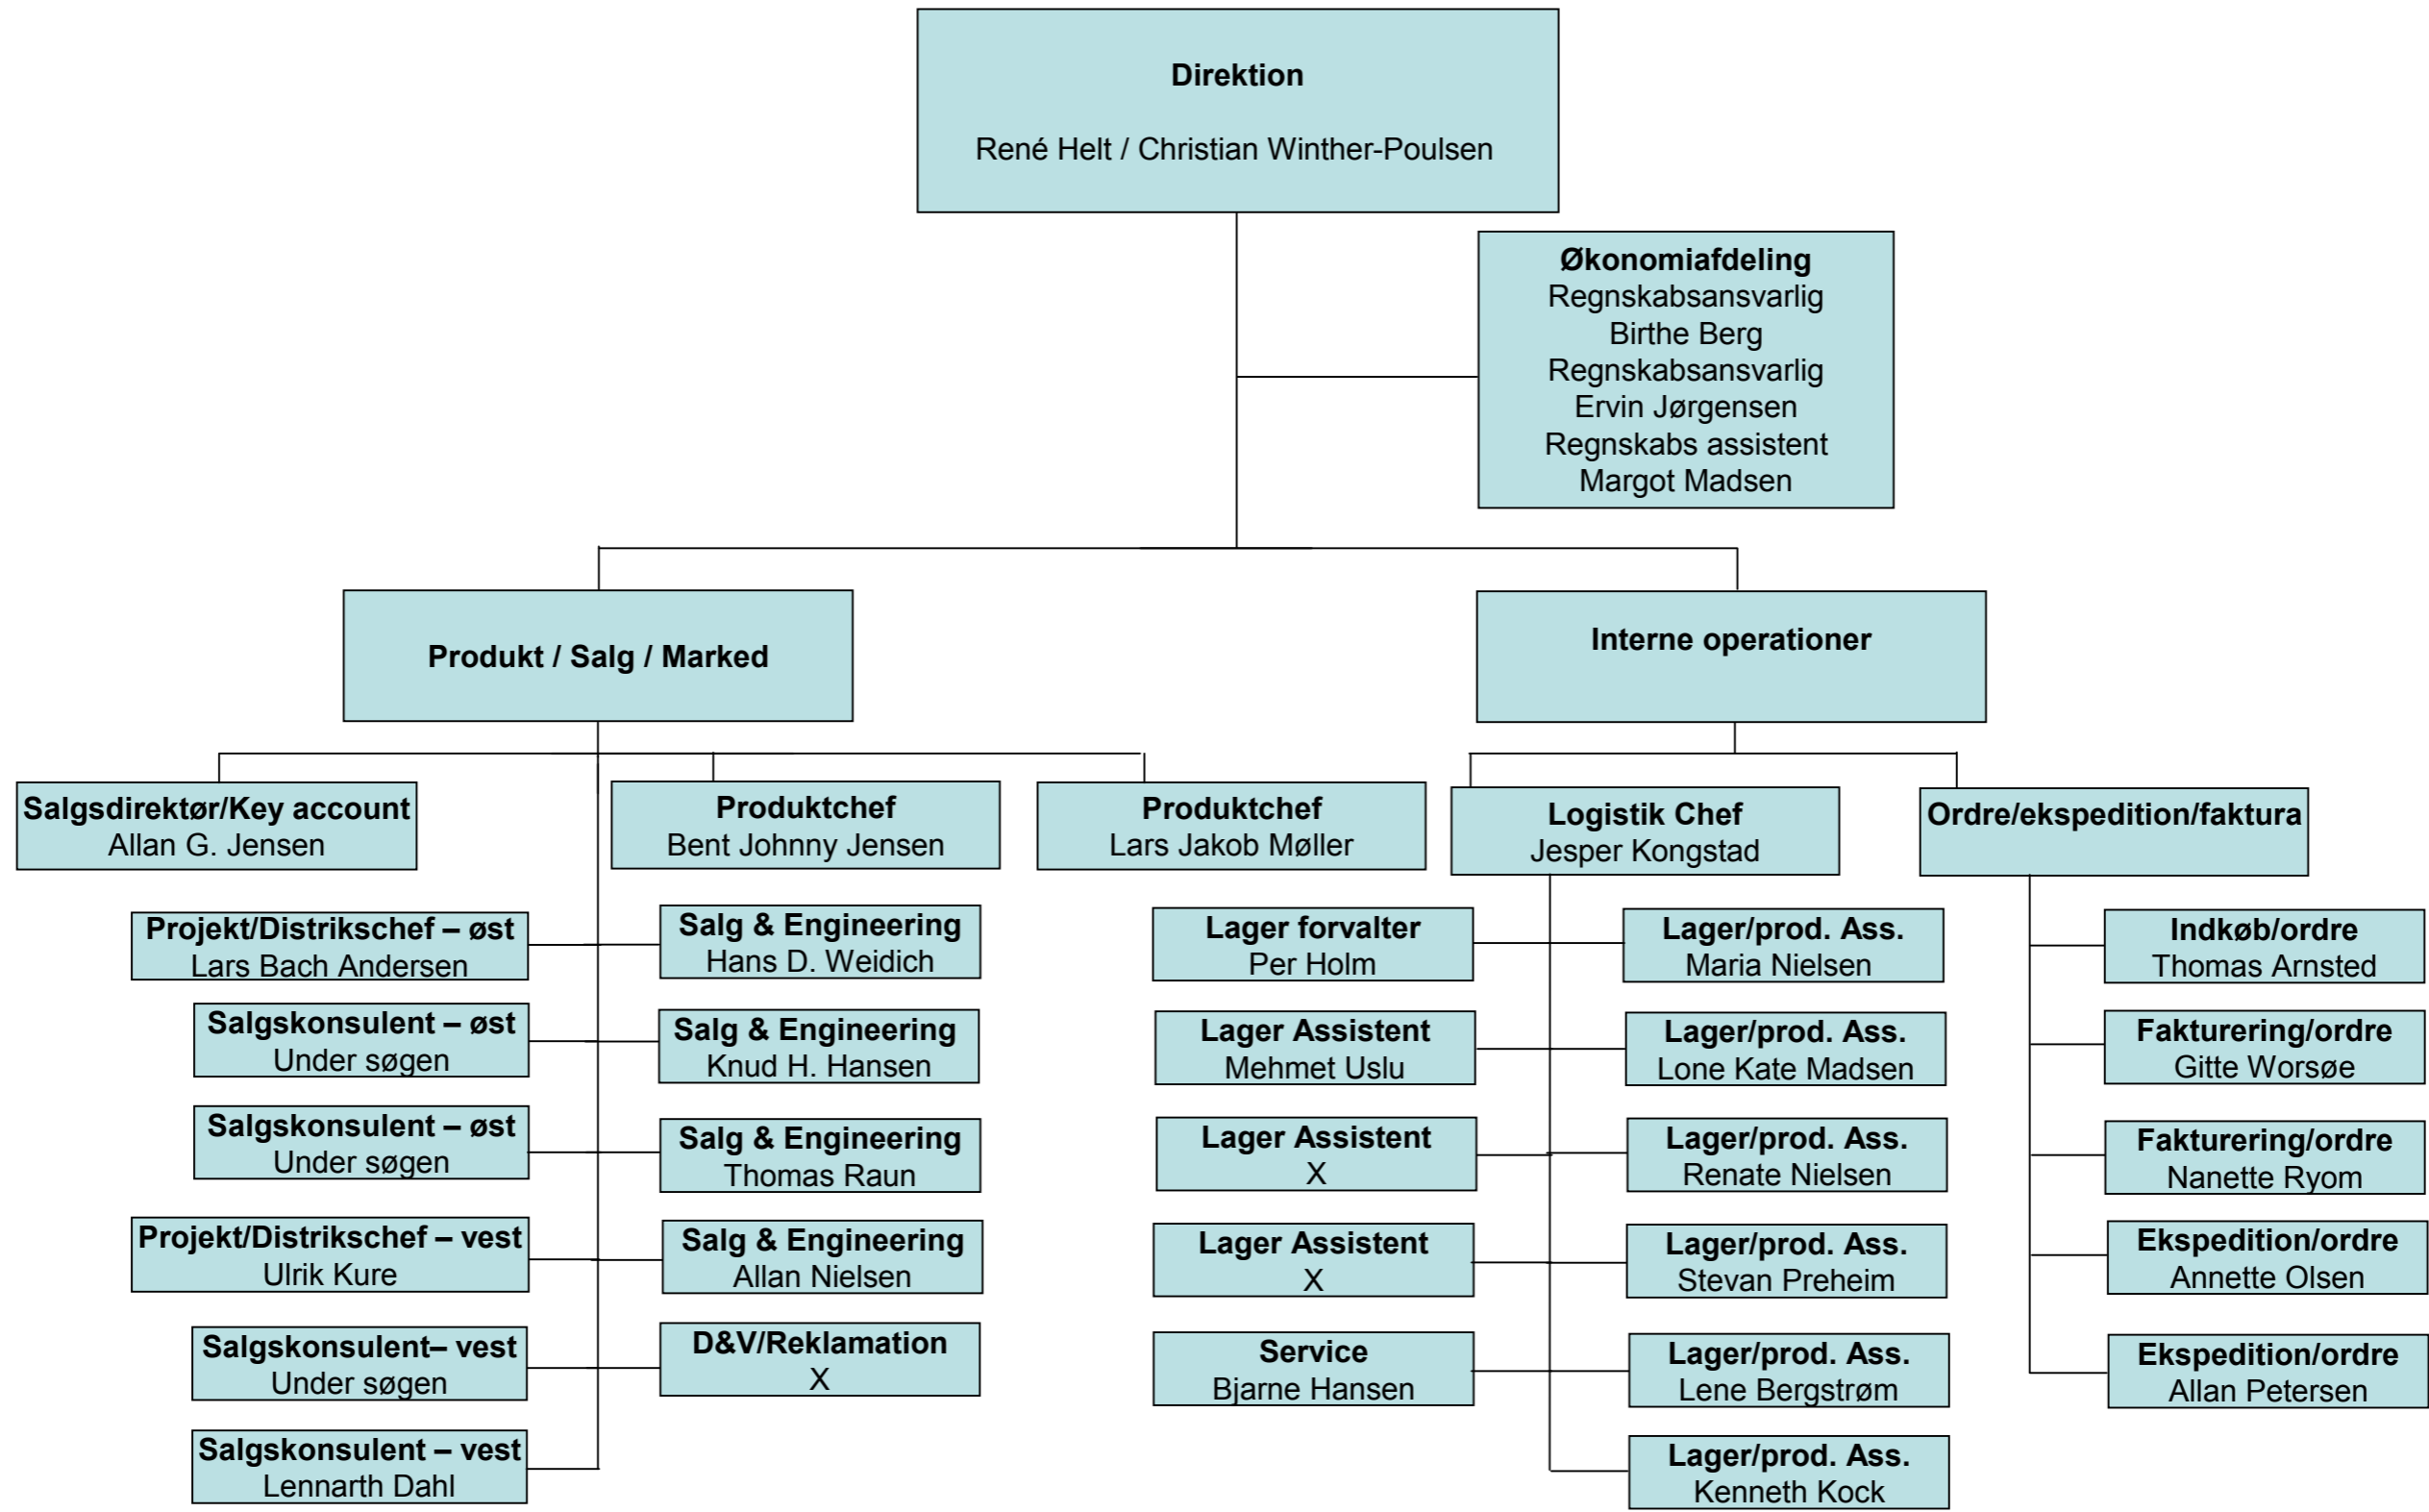 Direktion
René Helt / Christian Winther-Poulsen
Økonomiafdeling
Regnskabsansvarlig
Birthe Berg
Regnskabsansvarlig
Ervin Jørgensen
Regnskabs assistent
Margot Madsen
Produkt / Salg / Marked
Interne operationer
Salgsdirektør/Key account
Allan G. Jensen
Produktchef
Bent Johnny Jensen
Produktchef
Lars Jakob Møller
Logistik Chef
Jesper Kongstad
Ordre/ekspedition/faktura
Projekt/Distrikschef – øst
Lars Bach Andersen
Salgskonsulent – øst
Under søgen
Salgskonsulent – øst
Under søgen
Projekt/Distrikschef – vest
Ulrik Kure
Salgskonsulent– vest
Under søgen
Salgskonsulent – vest
Lennarth Dahl
Salg & Engineering
Hans D. Weidich
Salg & Engineering
Knud H. Hansen
Salg & Engineering
Thomas Raun
Salg & Engineering
Allan Nielsen
D&V/Reklamation
X
Lager forvalter
Per Holm
Lager Assistent
Mehmet Uslu
Lager Assistent
X
Lager Assistent
X
Service
Bjarne Hansen
Lager/prod. Ass.
Maria Nielsen
Lager/prod. Ass.
Lone Kate Madsen
Lager/prod. Ass.
Renate Nielsen
Lager/prod. Ass.
Stevan Preheim
Lager/prod. Ass.
Lene Bergstrøm
Lager/prod. Ass.
Kenneth Kock
Indkøb/ordre
Thomas Arnsted
Fakturering/ordre
Gitte Worsøe
Fakturering/ordre
Nanette Ryom
Ekspedition/ordre
Annette Olsen
Ekspedition/ordre
Allan Petersen